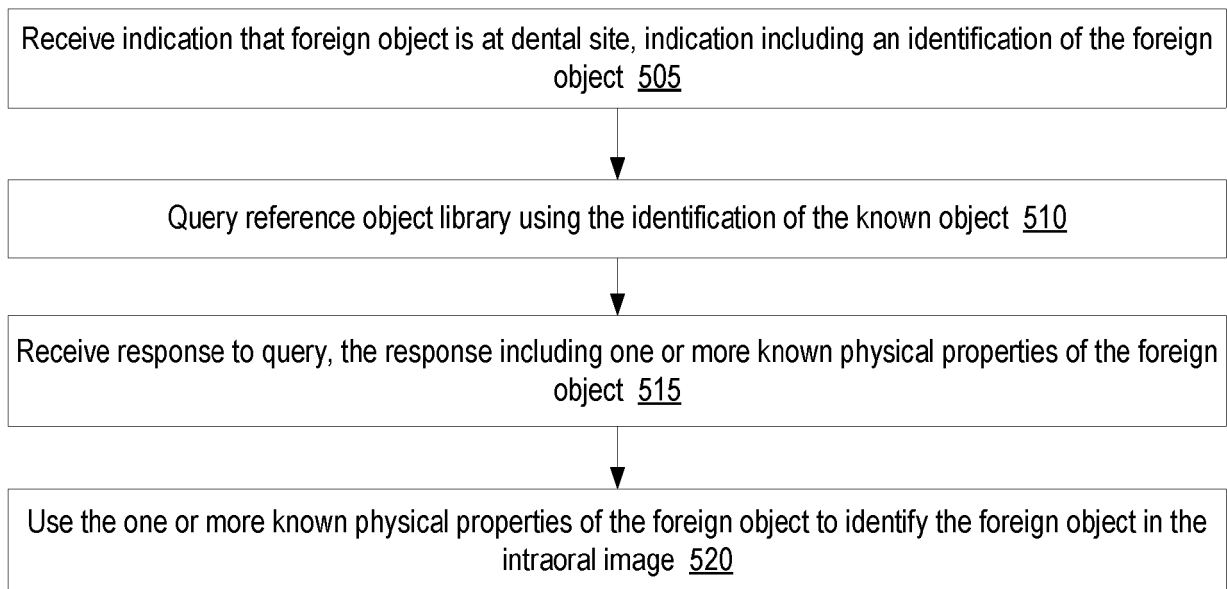 Receive indication that foreign object is at dental site, indication including an identification of the foreign
object 505
Query reference object library using the identification of the known object 510
Receive response to query, the response including one or more known physical properties of the foreign
object 515
Use the one or more known physical properties of the foreign object to identify the foreign object in the
intraoral image 520